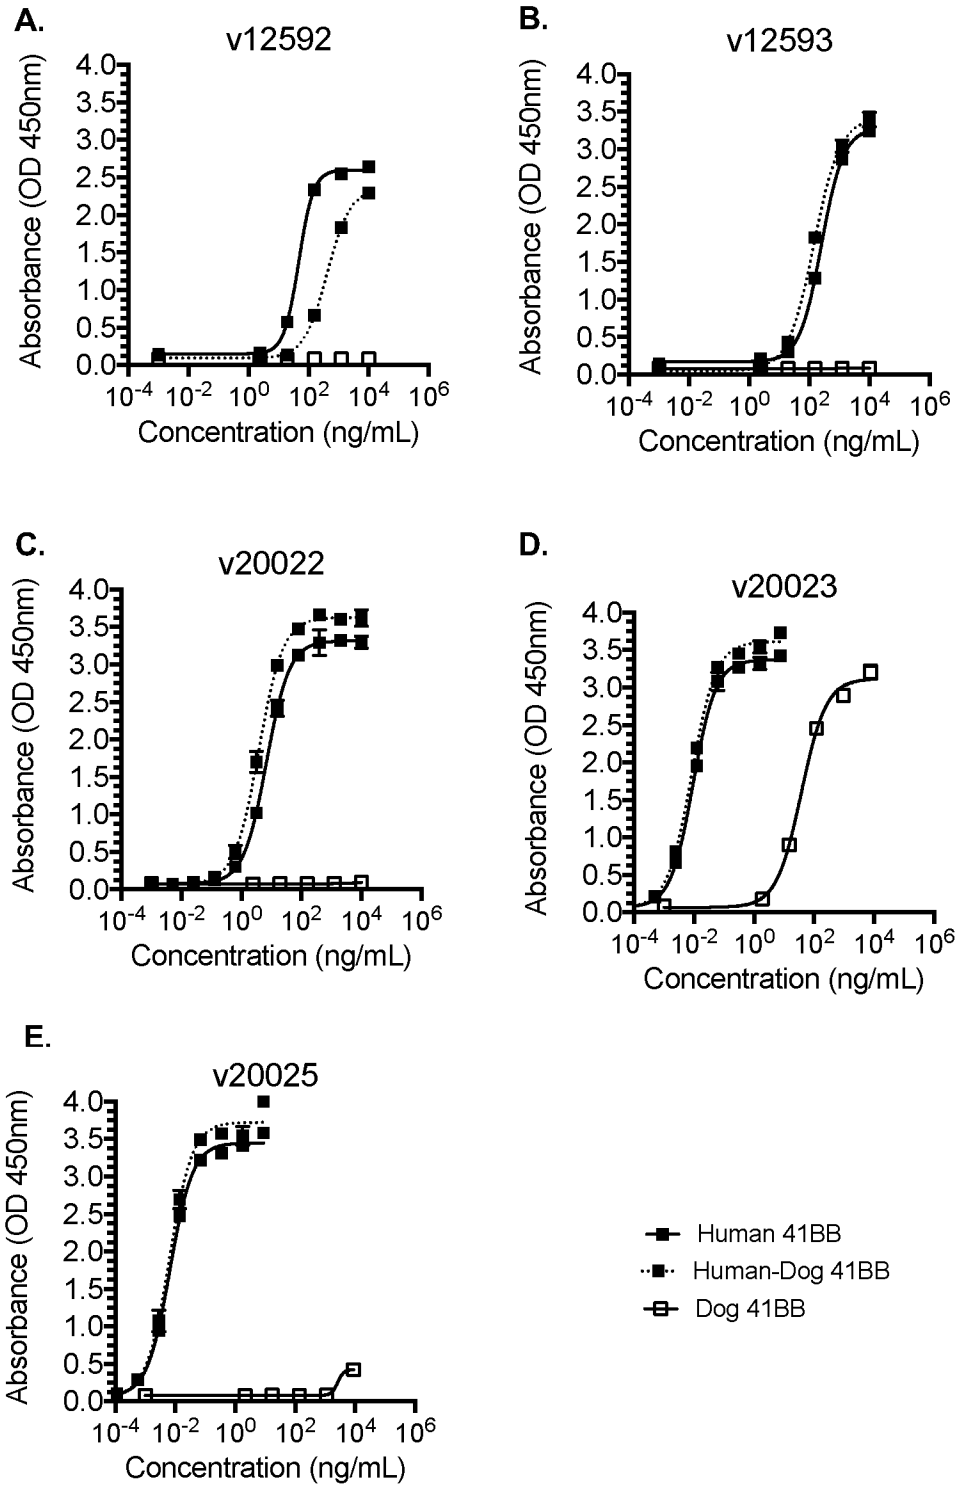 A.
v12592
Absorbance (OD 450nm)
4.0
3.5
3.0
2.5
2.0
1.5
1.0
0.5
0.0
10⁻⁴ 10⁻² 10⁰ 10² 10⁴ 10⁶
Concentration (ng/mL)
B.
v12593
Absorbance (OD 450nm)
4.0
3.5
3.0
2.5
2.0
1.5
1.0
0.5
0.0
10⁻⁴ 10⁻² 10⁰ 10² 10⁴ 10⁶
Concentration (ng/mL)
C.
v20022
Absorbance (OD 450nm)
4.0
3.5
3.0
2.5
2.0
1.5
1.0
0.5
0.0
10⁻⁴ 10⁻² 10⁰ 10² 10⁴ 10⁶
Concentration (ng/mL)
D.
v20023
Absorbance (OD 450nm)
4.0
3.5
3.0
2.5
2.0
1.5
1.0
0.5
0.0
10⁻⁴ 10⁻² 10⁰ 10² 10⁴ 10⁶
Concentration (ng/mL)
E.
v20025
Absorbance (OD 450nm)
4.0
3.5
3.0
2.5
2.0
1.5
1.0
0.5
0.0
10⁻⁴ 10⁻² 10⁰ 10² 10⁴ 10⁶
Concentration (ng/mL)
Human 41BB
Human-Dog 41BB
Dog 41BB